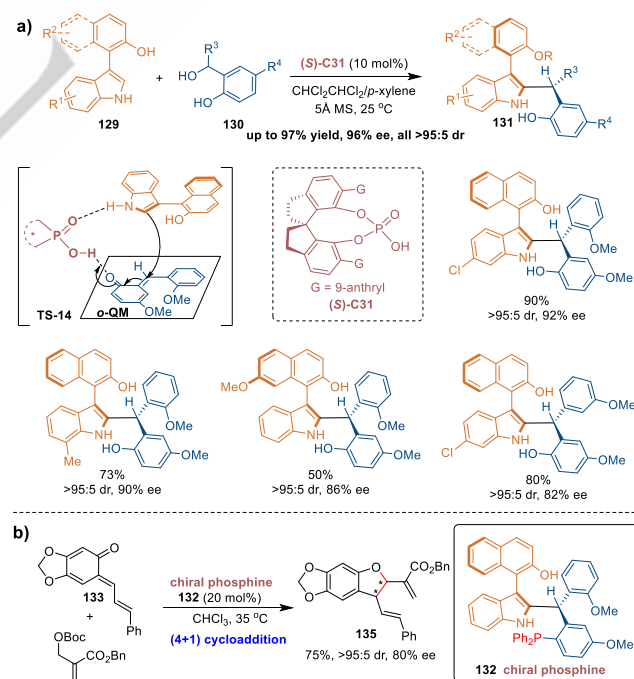 a)
R2
OH
R1
NH
129
+
R3
HO
HO
R4
130
(S)-C31 (10 mol%)
CHCl2CHCl2/p-xylene
5Å MS, 25 °C
up to 97% yield, 96% ee, all >95:5 dr
R2
OR
H
R3
R1
NH
HO
R4
131
*
O
P
O-H
H-N
HO
O
H
OMe
MeO
TS-14
o-QM
G
O
O
P
O
OH
G
G = 9-anthryl
(S)-C31
OH
H
OMe
Cl
NH
HO
OMe
90%
>95:5 dr, 92% ee
OH
H
OMe
NH
HO
OMe
Me
73%
>95:5 dr, 90% ee
MeO
OH
H
OMe
NH
HO
OMe
50%
>95:5 dr, 86% ee
OH
H
OMe
Cl
NH
HO
OMe
80%
>95:5 dr, 82% ee
b)
O
O
O
133
Ph
+
OBoc
CO2Bn
chiral phosphine
132 (20 mol%)
CHCl3, 35 °C
(4+1) cycloaddition
O
O
O
CO2Bn
*
*
Ph
135
75%, >95:5 dr, 80% ee
OH
H
OMe
NH
Ph2P
OMe
132 chiral phosphine